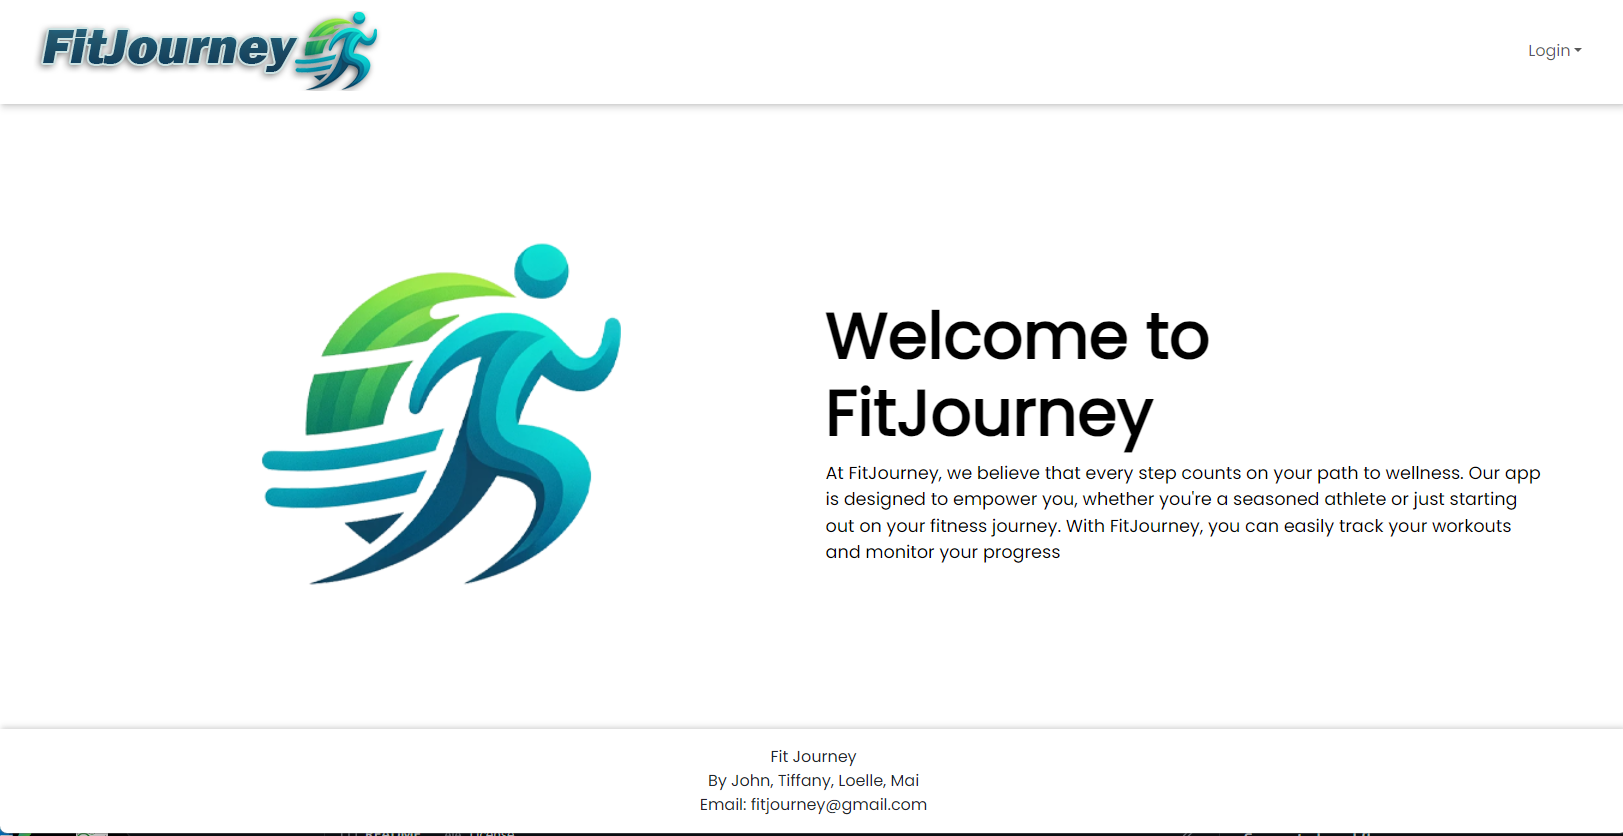 FitJourney
Login
Welcome to
FitJourney
At FitJourney, we believe that every step counts on your path to wellness. Our app
is designed to empower you, whether you're a seasoned athlete or just starting
out on your fitness journey. With FitJourney, you can easily track your workouts
and monitor your progress
Fit Journey
By John, Tiffany, Loelle, Mai
Email: fitjourney@gmail.com